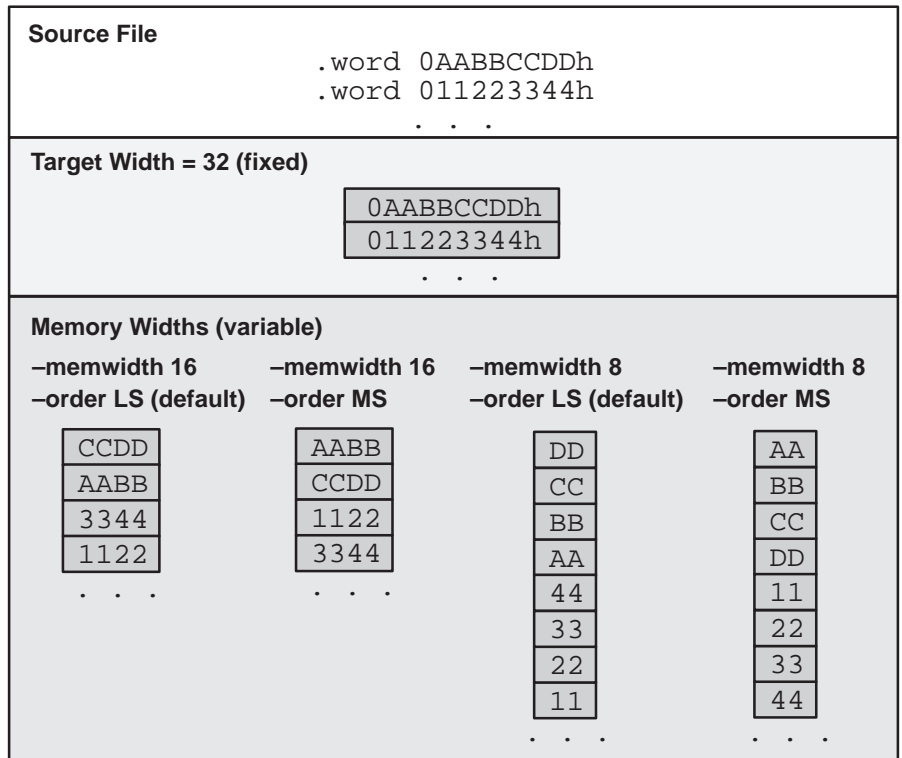 Source File
.word 0AABBCCDDh
.word 011223344h
. . .
Target Width = 32 (fixed)
0AABBCCDDh
011223344h
. . .
Memory Widths (variable)
–memwidth 16
–order LS (default)
CCDD
AABB
3344
1122
. . .
–memwidth 16
–order MS
AABB
CCDD
1122
3344
. . .
–memwidth 8
–order LS (default)
DD
CC
BB
AA
44
33
22
11
. . .
–memwidth 8
–order MS
AA
BB
CC
DD
11
22
33
44
. . .